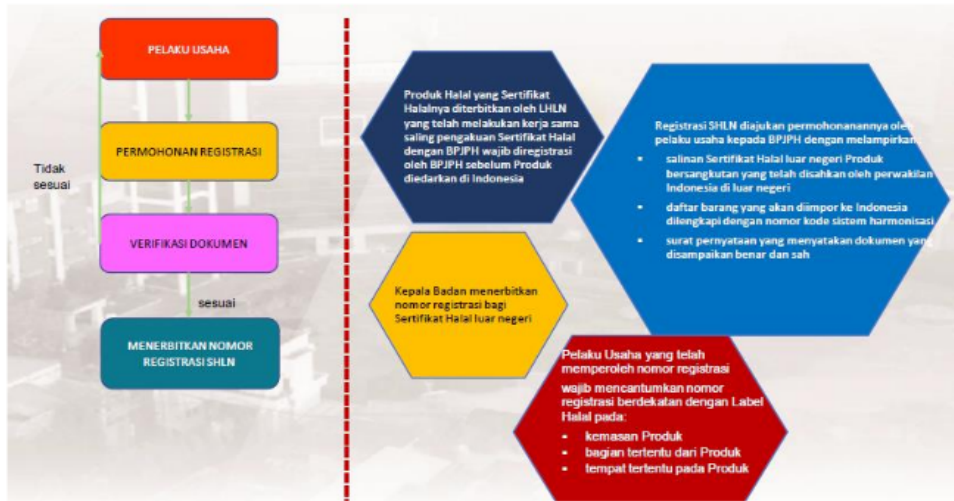 PELAKU USAHA
PERMOHONAN REGISTRASI
Tidak
sesuai
VERIFIKASI DOKUMEN
sesuai
MENERBITKAN NOMOR
REGISTRASI SHLN
Produk Halal yang Sertifikat
Halalnya diterbitkan oleh LHLN
yang telah melakukan kerja sama
saling pengakuan Sertifikat Halal
dengan BPJPH wajib diregistrasi
oleh BPJPH sebelum Produk
diedarkan di Indonesia
Registrasi SHLN diajukan permohonanannya oleh
pelaku usaha kepada BPJPH dengan melampirkan
▪ salinan Sertifikat Halal luar negeri Produk
bersangkutan yang telah disahkan oleh perwakilan
Indonesia di luar negeri
▪ daftar barang yang akan diimpor ke Indonesia
dilengkapi dengan nomor kode sistem harmonisasi
▪ surat pernyataan yang menyatakan dokumen yang
disampaikan benar dan sah
Kepala Badan menerbitkan
nomor registrasi bagi
Sertifikat Halal luar negeri
Pelaku Usaha yang telah
memperoleh nomor registrasi
wajib mencantumkan nomor
registrasi berdekatan dengan Label
Halal pada:
▪ kemasan Produk
▪ bagian tertentu dari Produk
▪ tempat tertentu pada Produk